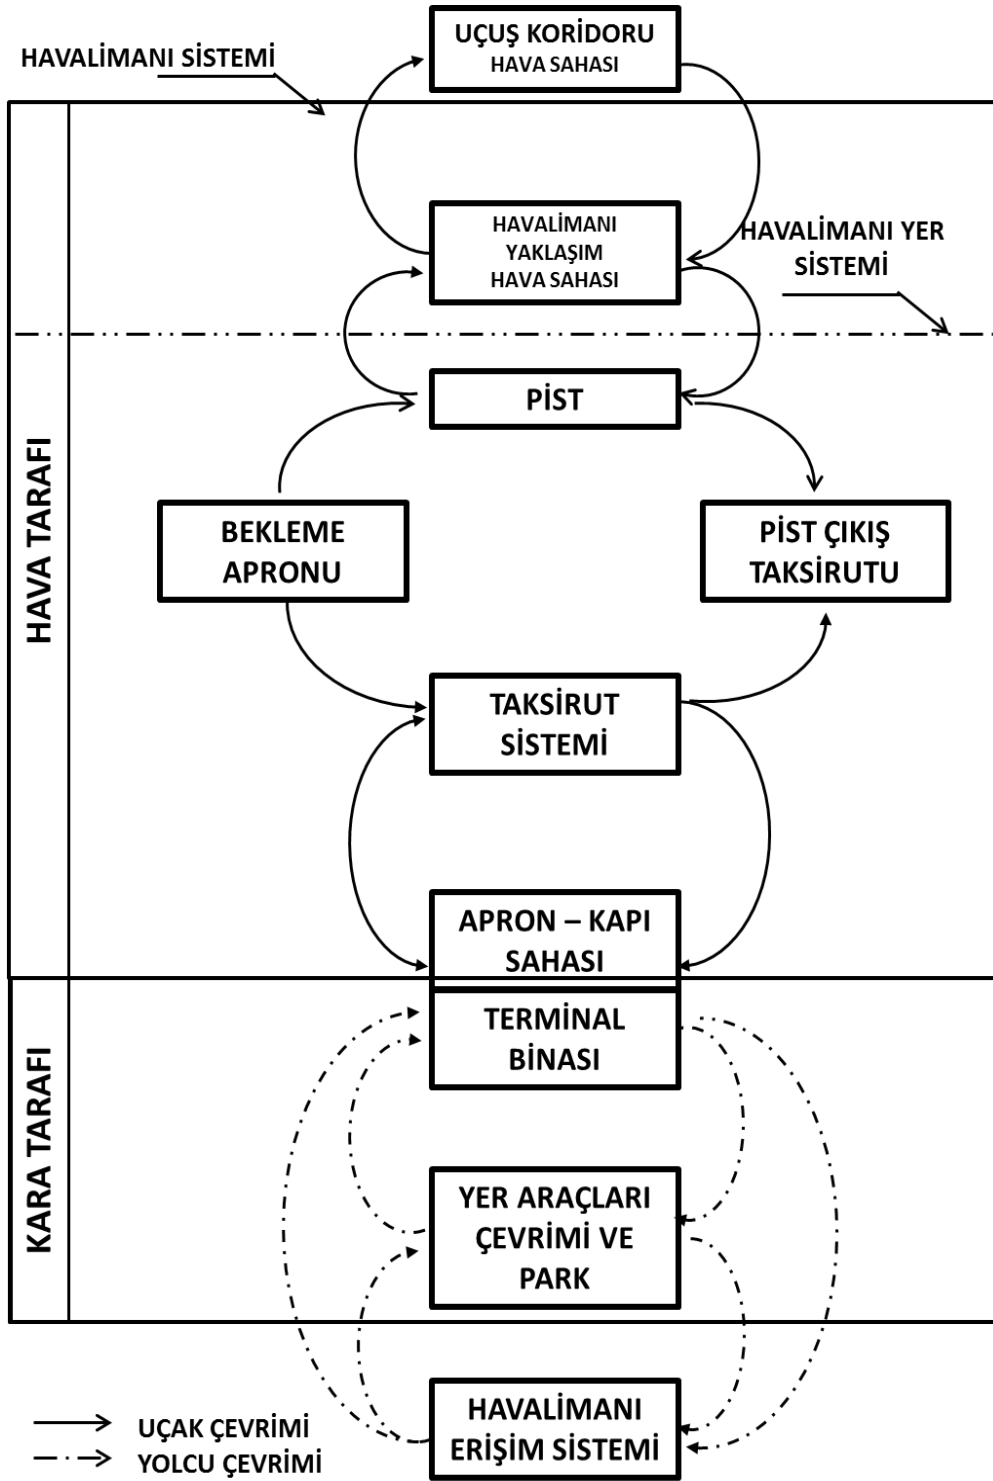 UÇUŞ KORİDORU
HAVA SAHASI
HAVALİMANI SİSTEMİ
HAVALİMANI
YAKLAŞIM
HAVA SAHASI
HAVALİMANI YER
SİSTEMİ
PİST
HAVA TARAFI
BEKLEME
APRONU
PİST ÇIKIŞ
TAKSİRUTU
TAKSİRUT
SİSTEMİ
APRON – KAPI
SAHASI
KARA TARAFI
TERMİNAL
BİNASI
YER ARAÇLARI
ÇEVRİMİ VE
PARK
HAVALİMANI
ERİŞİM SİSTEMİ
UÇAK ÇEVRİMİ
YOLCU ÇEVRİMİ